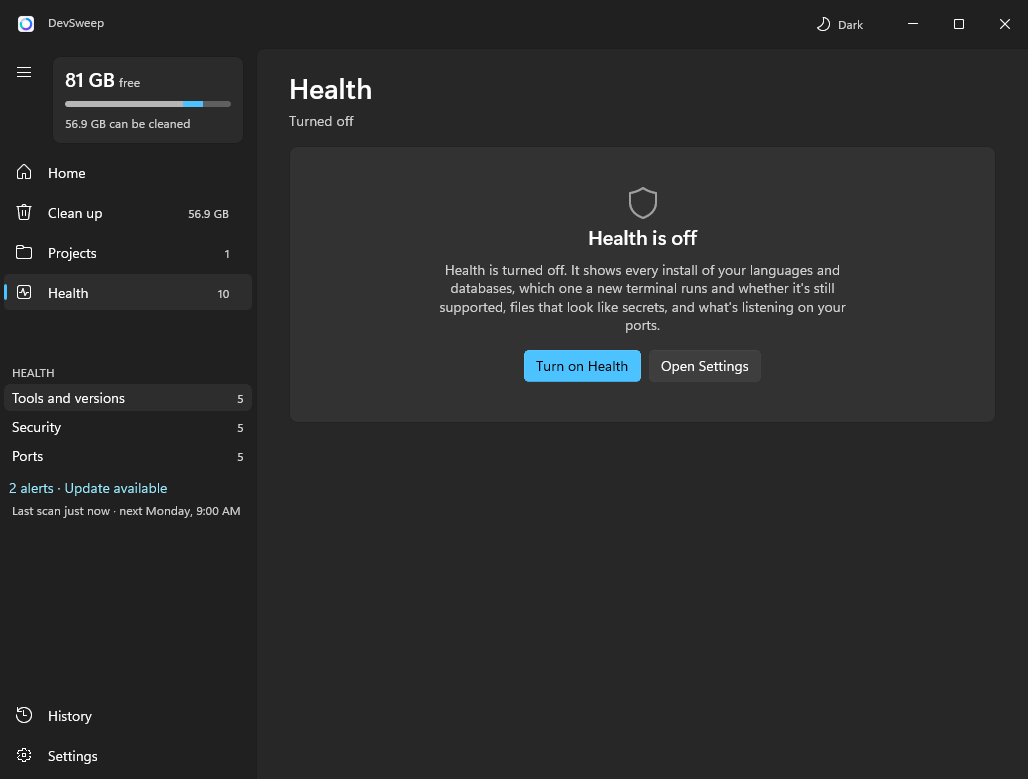 DevSweep
Dark
81 GB free
56.9 GB can be cleaned
Home
Clean up 56.9 GB
Projects 1
Health 10
HEALTH
Tools and versions 5
Security 5
Ports 5
2 alerts · Update available
Last scan just now · next Monday, 9:00 AM
History
Settings
Health
Turned off
Health is off
Health is turned off. It shows every install of your languages and
databases, which one a new terminal runs and whether it's still
supported, files that look like secrets, and what's listening on your
ports.
Turn on Health
Open Settings